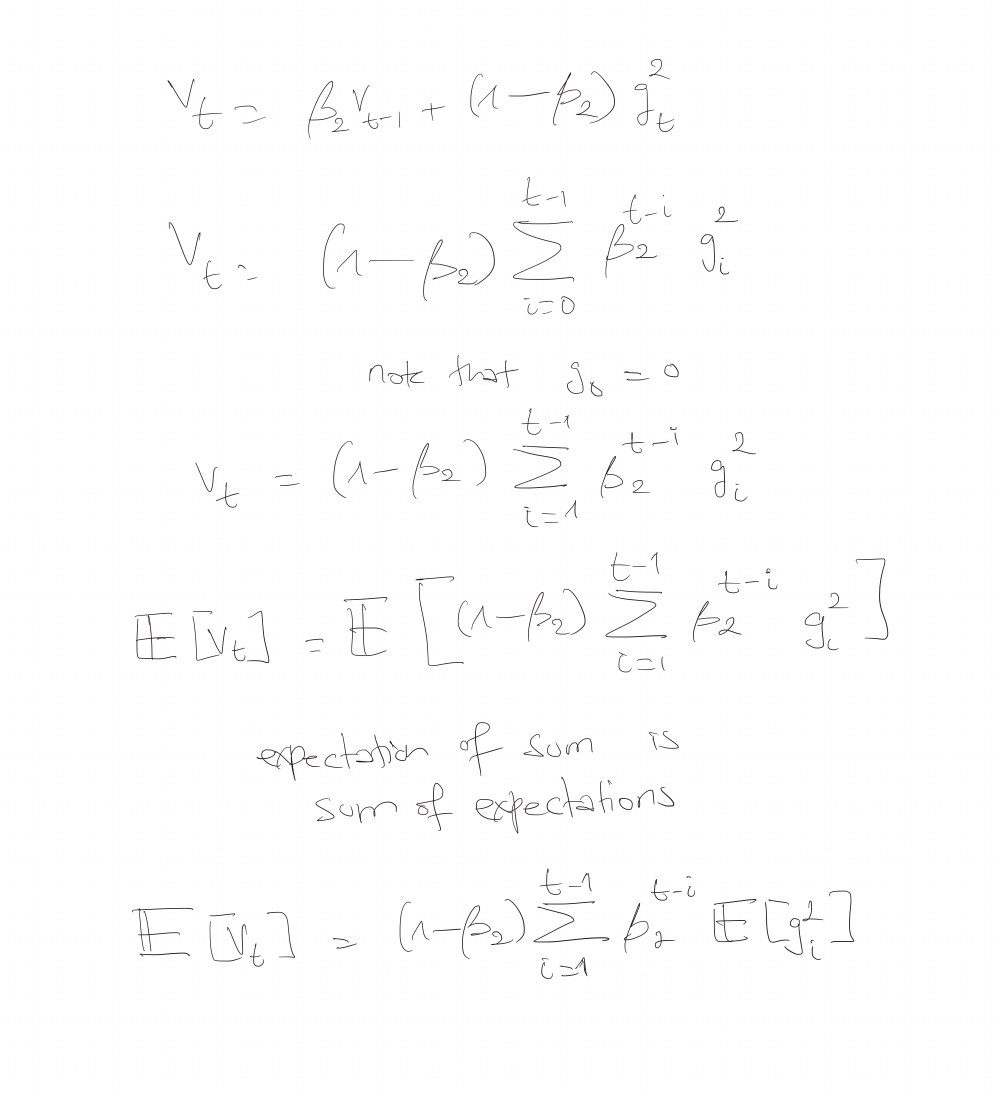 V_t = β_2 V_{t-1} + (1-β_2) g_t^2
V_t = (1-β_2) Σ_{i=0}^{t-1} β_2^{t-i} g_i^2
note that g_0 = 0
V_t = (1-β_2) Σ_{i=1}^{t-1} β_2^{t-i} g_i^2
𝔼[V_t] = 𝔼[(1-β_2) Σ_{i=1}^{t-1} β_2^{t-i} g_i^2]
expectation of sum is
sum of expectations
𝔼[V_t] = (1-β_2) Σ_{i=1}^{t-1} β_2^{t-i} 𝔼[g_i^2]